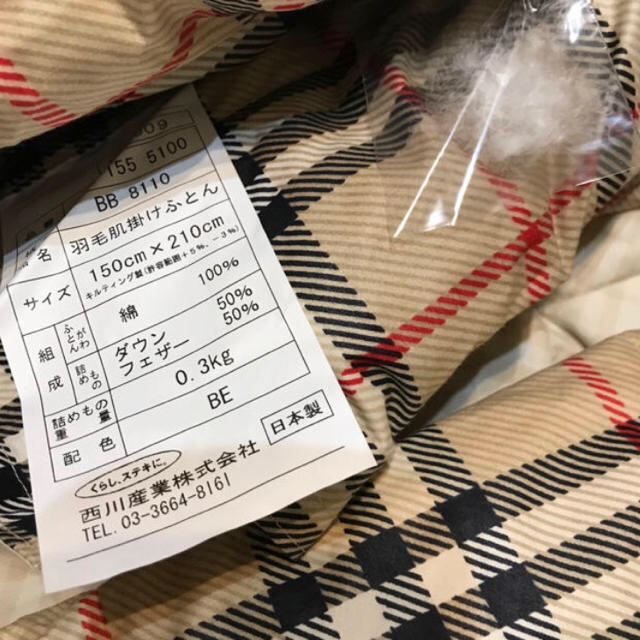 09
155 5100
BB 8110
名 羽毛肌掛けふとん
サイズ 150cm×210cm
キルティング製(許容範囲+5%、-3%)
組成 ふとんがわ 綿 100%
詰めもの ダウン 50%
フェザー 50%
詰めもの重量 0.3kg
配色 BE
くらし、ステキに。 日本製
西川産業株式会社
TEL. 03-3664-8161